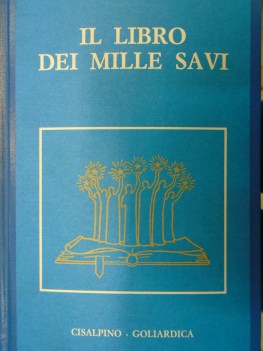 IL LIBRO
DEI MILLE SAVI
CISALPINO - GOLIARDICA